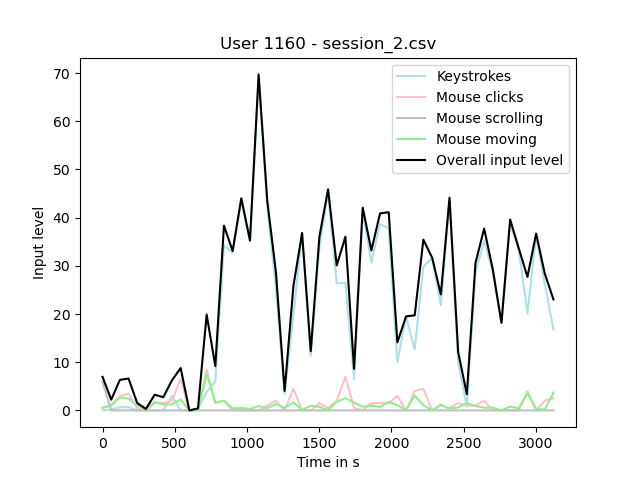 User 1160 - session_2.csv
Keystrokes
Mouse clicks
Mouse scrolling
Mouse moving
Overall input level
70
60
50
40
30
20
10
0
Input level
0 500 1000 1500 2000 2500 3000
Time in s